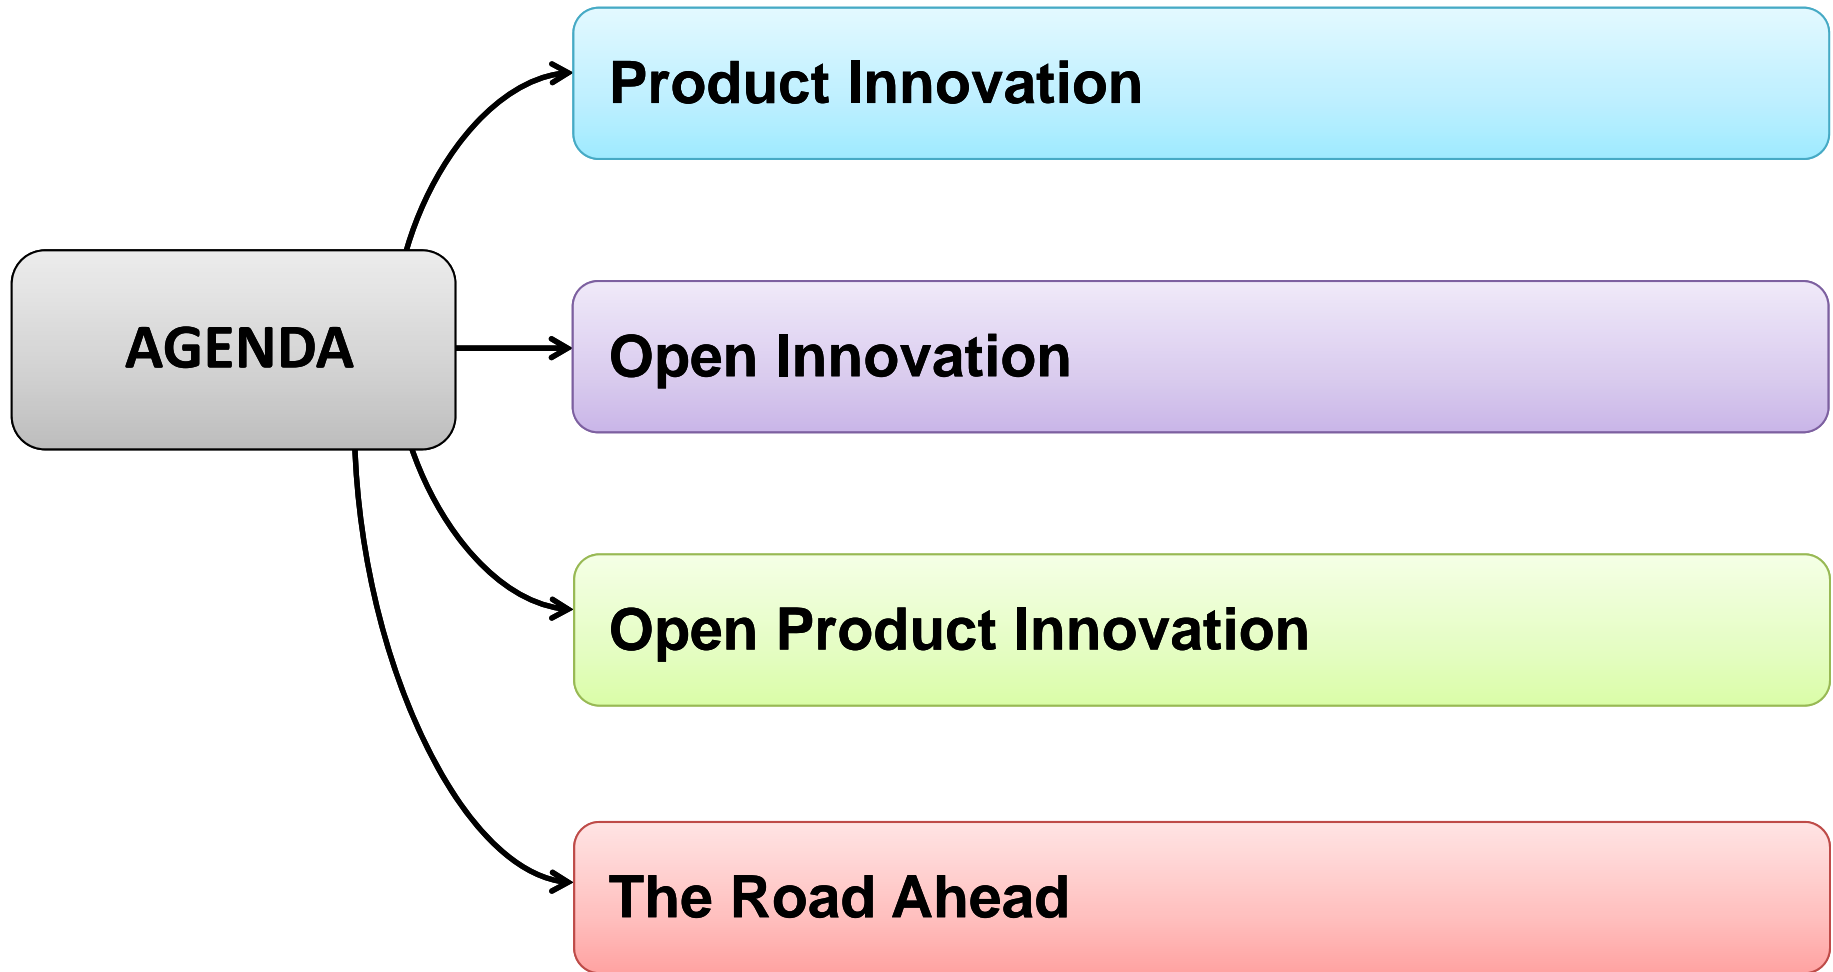 Product Innovation
AGENDA
Open Innovation
Open Product Innovation
The Road Ahead